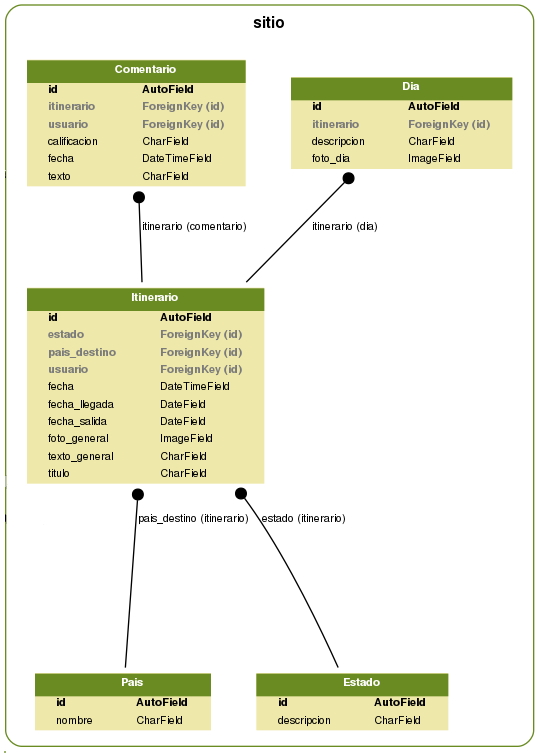 sitio
Comentario
id AutoField
itinerario ForeignKey (id)
usuario ForeignKey (id)
calificacion CharField
fecha DateTimeField
texto CharField
Dia
id AutoField
itinerario ForeignKey (id)
descripcion CharField
foto_dia ImageField
itinerario (comentario)
itinerario (dia)
Itinerario
id AutoField
estado ForeignKey (id)
pais_destino ForeignKey (id)
usuario ForeignKey (id)
fecha DateTimeField
fecha_llegada DateField
fecha_salida DateField
foto_general ImageField
texto_general CharField
titulo CharField
pais_destino (itinerario)
estado (itinerario)
Pais
id AutoField
nombre CharField
Estado
id AutoField
descripcion CharField